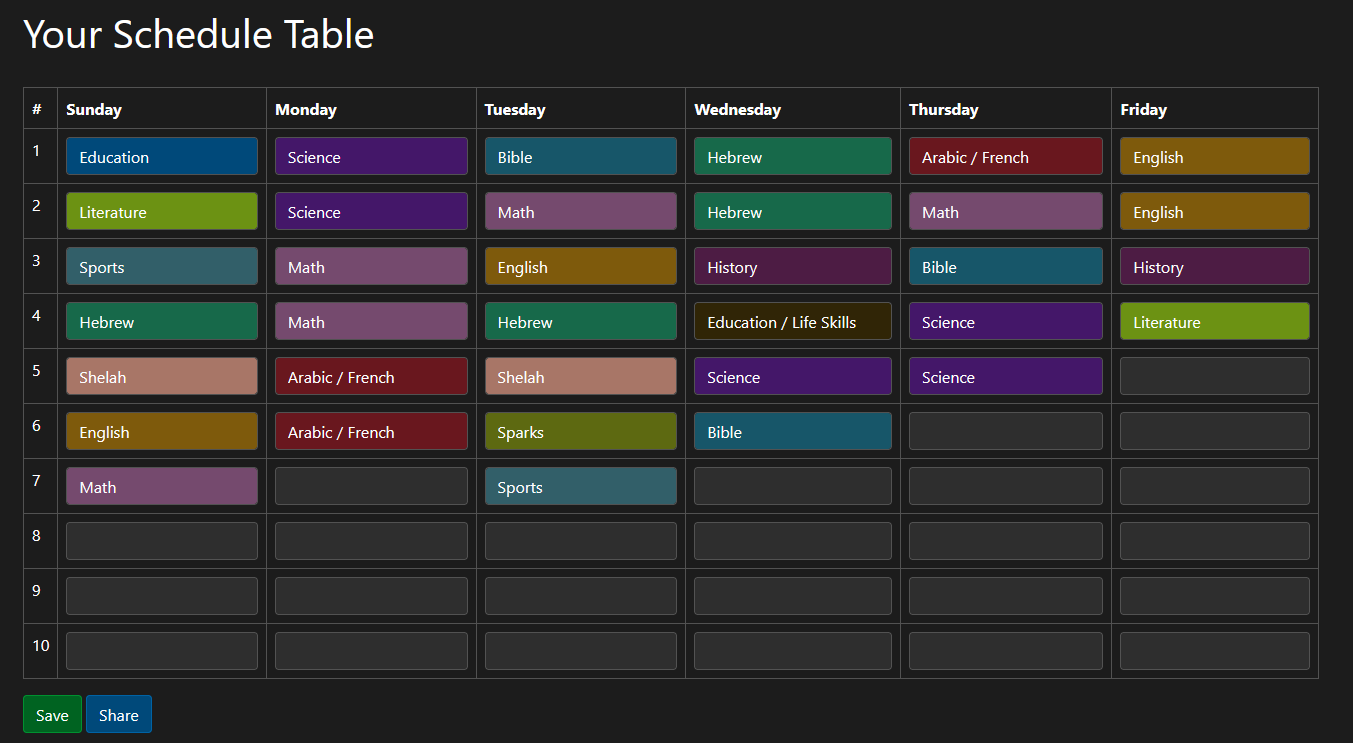 Your Schedule Table
# Sunday Monday Tuesday Wednesday Thursday Friday
1 Education Science Bible Hebrew Arabic / French English
2 Literature Science Math Hebrew Math English
3 Sports Math English History Bible History
4 Hebrew Math Hebrew Education / Life Skills Science Literature
5 Shelah Arabic / French Shelah Science Science
6 English Arabic / French Sparks Bible
7 Math Sports
8
9
10
Save Share